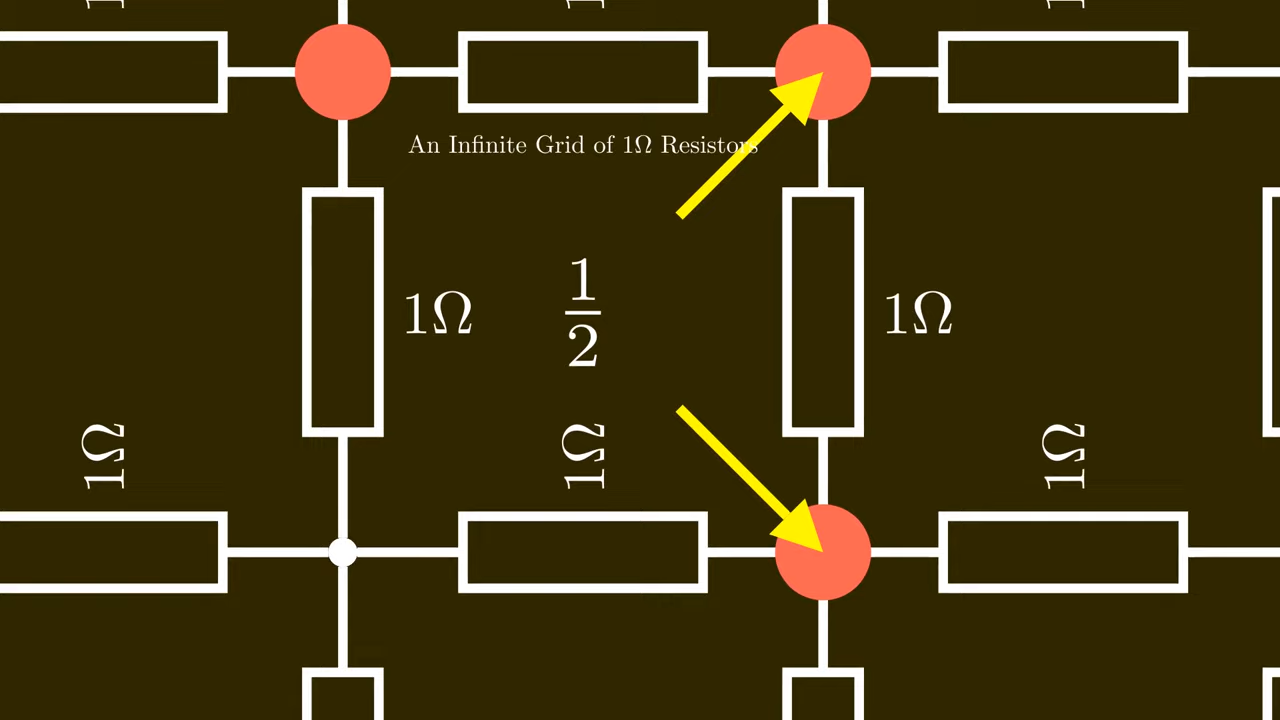 An Infinite Grid of 1Ω Resistors
1Ω
1/2
1Ω
1Ω
1Ω
1Ω